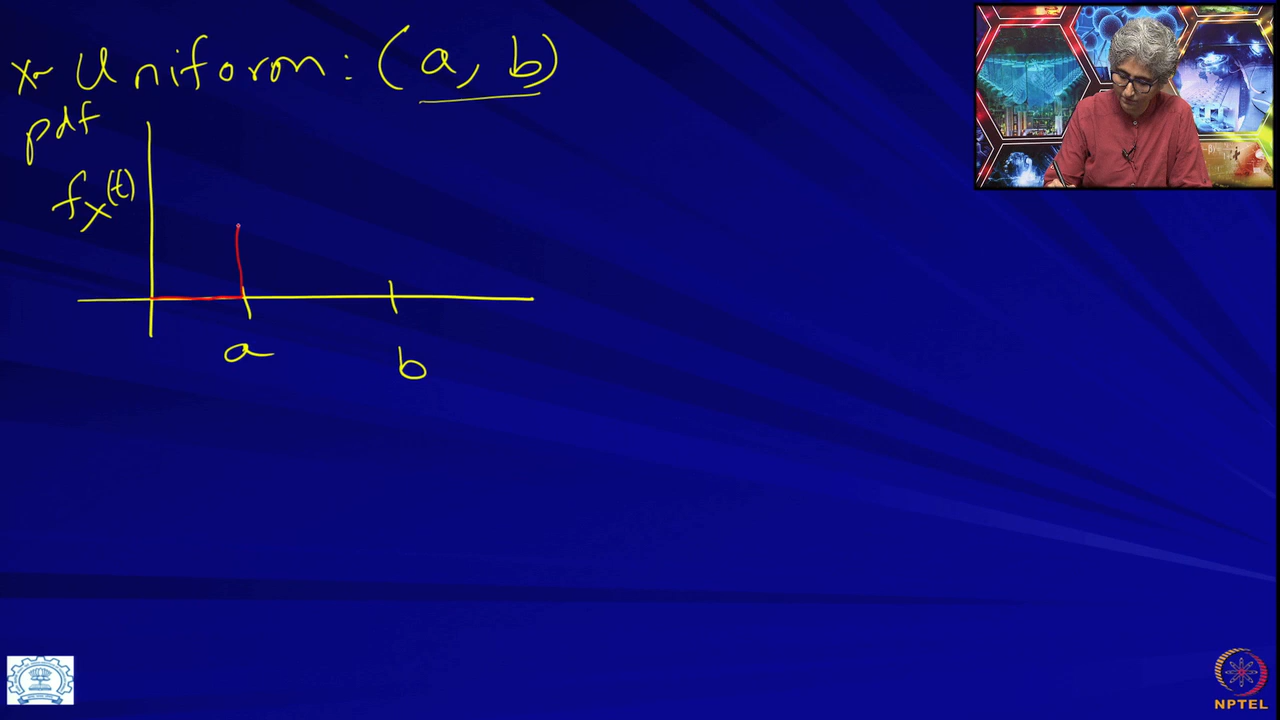 X~ Uniform: (a, b)
pdf
f_X(t)
a
b
NPTEL